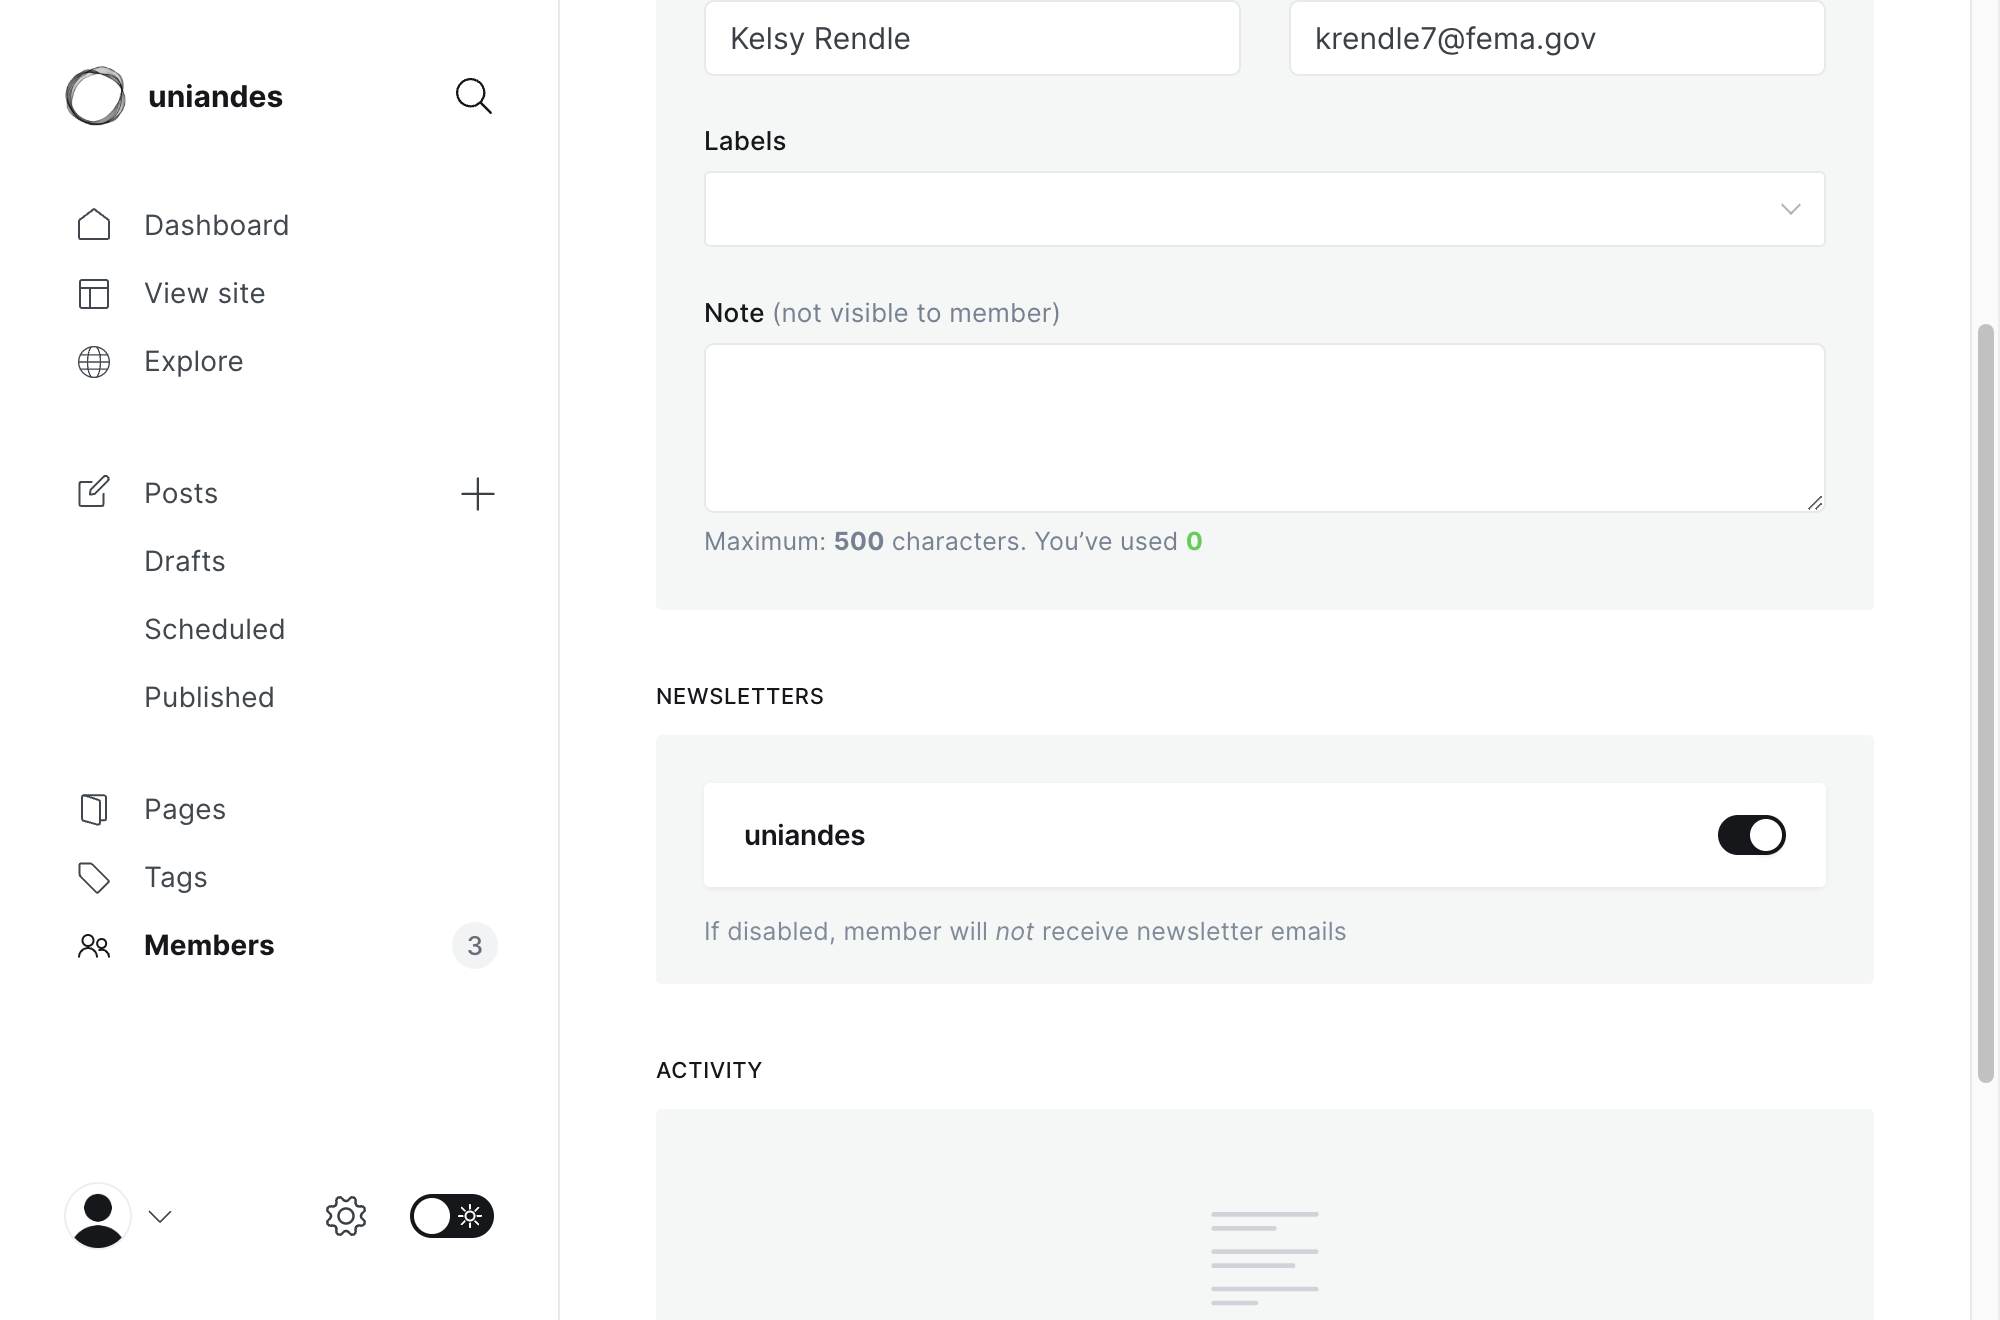 uniandes
Dashboard
View site
Explore
Posts
Drafts
Scheduled
Published
Pages
Tags
Members 3
Kelsy Rendle krendle7@fema.gov
Labels
Note (not visible to member)
Maximum: 500 characters. You’ve used 0
NEWSLETTERS
uniandes
If disabled, member will not receive newsletter emails
ACTIVITY